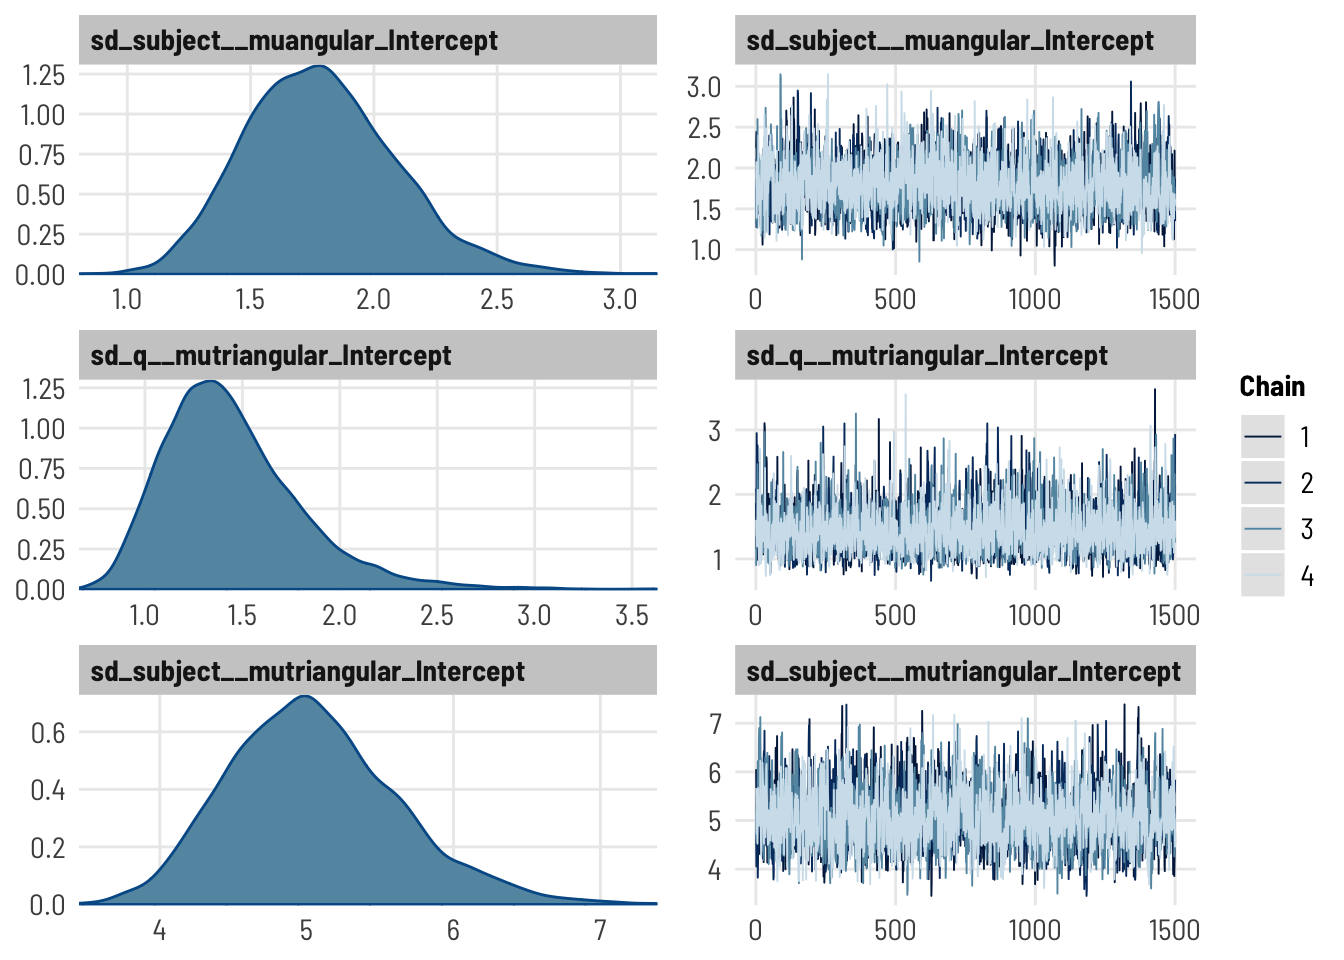 sd_subject__muangular_Intercept
1.25
1.00
0.75
0.50
0.25
0.00
1.0 1.5 2.0 2.5 3.0
sd_subject__muangular_Intercept
3.0
2.5
2.0
1.5
1.0
0 500 1000 1500
sd_q__mutriangular_Intercept
1.25
1.00
0.75
0.50
0.25
0.00
1.0 1.5 2.0 2.5 3.0 3.5
sd_q__mutriangular_Intercept
3
2
1
0 500 1000 1500
sd_subject__mutriangular_Intercept
0.6
0.4
0.2
0.0
4 5 6 7
sd_subject__mutriangular_Intercept
7
6
5
4
0 500 1000 1500
Chain
1
2
3
4